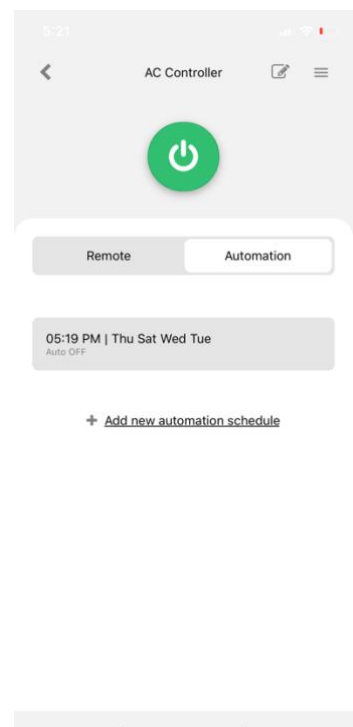 5:21
AC Controller
Remote Automation
05:19 PM | Thu Sat Wed Tue
Auto OFF
+ Add new automation schedule